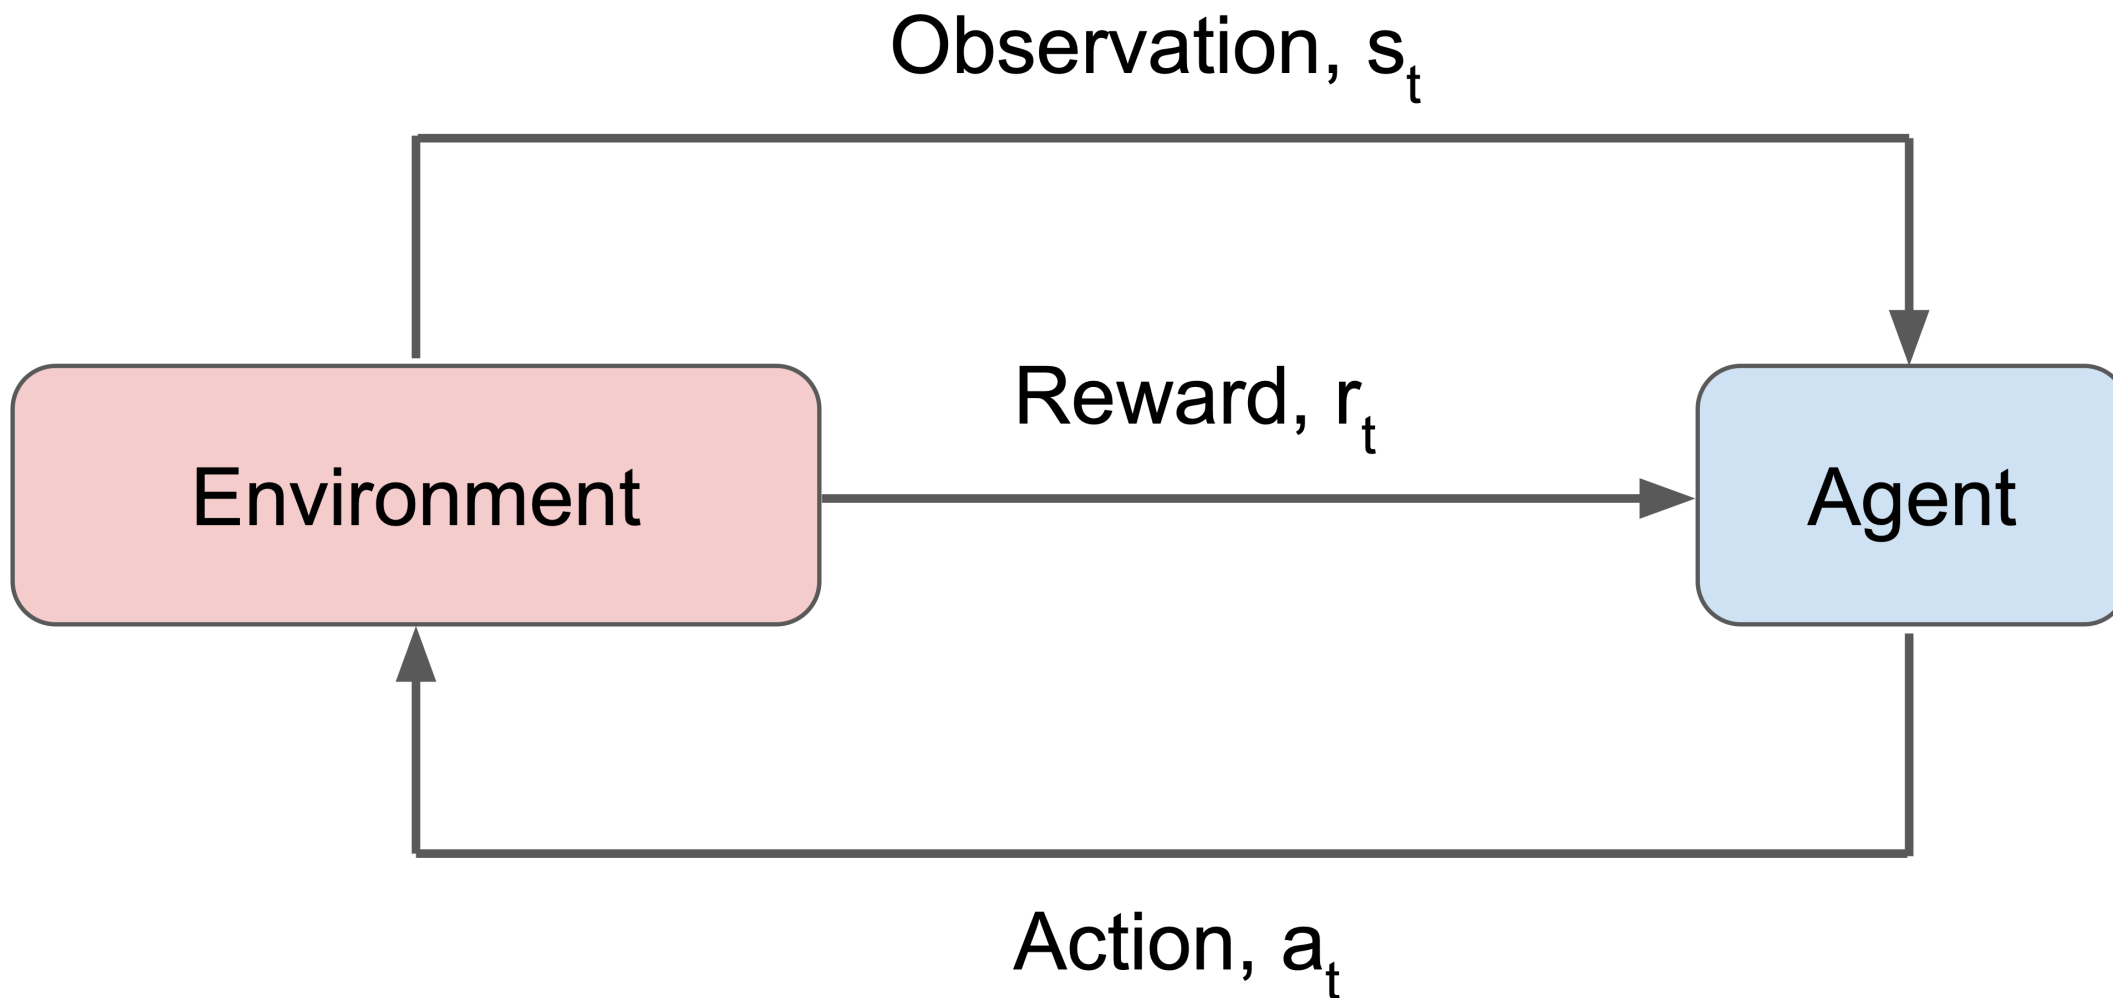 Observation, sₜ
Reward, rₜ
Environment
Agent
Action, aₜ